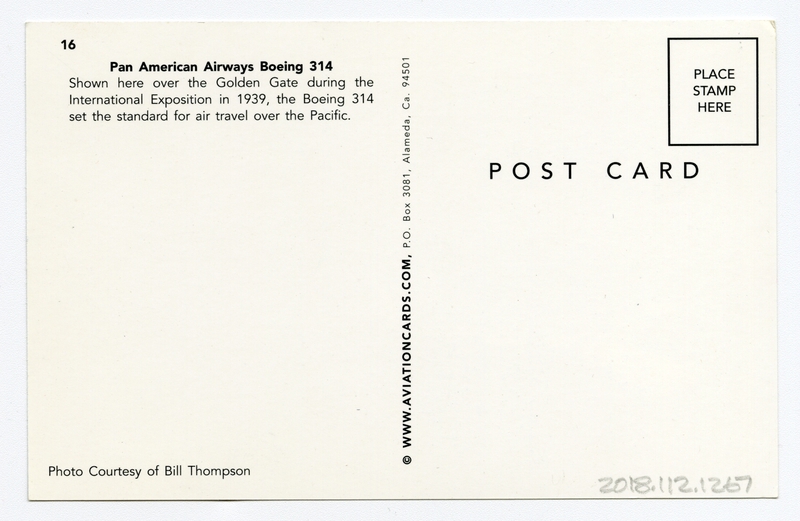 16
Pan American Airways Boeing 314
Shown here over the Golden Gate during the
International Exposition in 1939, the Boeing 314
set the standard for air travel over the Pacific.
Photo Courtesy of Bill Thompson
© WWW.AVIATIONCARDS.COM, P.O. Box 3081, Alameda, Ca. 94501
PLACE
STAMP
HERE
POST CARD
2018.112.1267